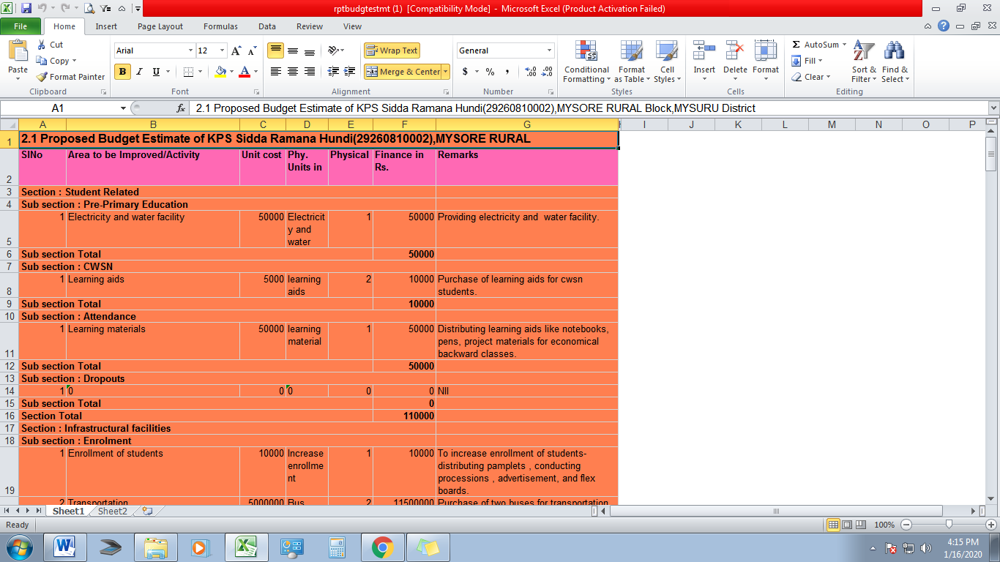 rptbudgtestmt (1) [Compatibility Mode] - Microsoft Excel (Product Activation Failed)
File Home Insert Page Layout Formulas Data Review View
Paste
Cut
Copy
Format Painter
Clipboard
Arial 12
B I U
Font
Wrap Text
Merge & Center
Alignment
General
$ % ,
Number
Conditional Formatting
Format as Table
Cell Styles
Styles
Insert Delete Format
Cells
AutoSum
Fill
Clear
Sort & Filter
Find & Select
Editing
A1 fx 2.1 Proposed Budget Estimate of KPS Sidda Ramana Hundi(29260810002),MYSORE RURAL Block,MYSURU District
A B C D E F G H I J K L M N O P
1 2.1 Proposed Budget Estimate of KPS Sidda Ramana Hundi(29260810002),MYSORE RURAL
2 SlNo Area to be Improved/Activity Unit cost Phy. Units in Physical Finance in Rs. Remarks
3 Section : Student Related
4 Sub section : Pre-Primary Education
5 1 Electricity and water facility 50000 Electricity and water 1 50000 Providing electricity and water facility.
6 Sub section Total 50000
7 Sub section : CWSN
8 1 Learning aids 5000 learning aids 2 10000 Purchase of learning aids for cwsn students.
9 Sub section Total 10000
10 Sub section : Attendance
11 1 Learning materials 50000 learning material 1 50000 Distributing learning aids like notebooks, pens, project materials for economical backward classes.
12 Sub section Total 50000
13 Sub section : Dropouts
14 1 0 0 0 0 0 NIl
15 Sub section Total 0
16 Section Total 110000
17 Section : Infrastructural facilities
18 Sub section : Enrolment
19 1 Enrollment of students 10000 Increase enrollment 1 10000 To increase enrollment of students- distributing pamplets , conducting processions , advertisement, and flex boards.
2 Transportation 5000000 Bus 2 11500000 Purchase of two buses for transportation
Sheet1 Sheet2
Ready 100%
4:15 PM
1/16/2020